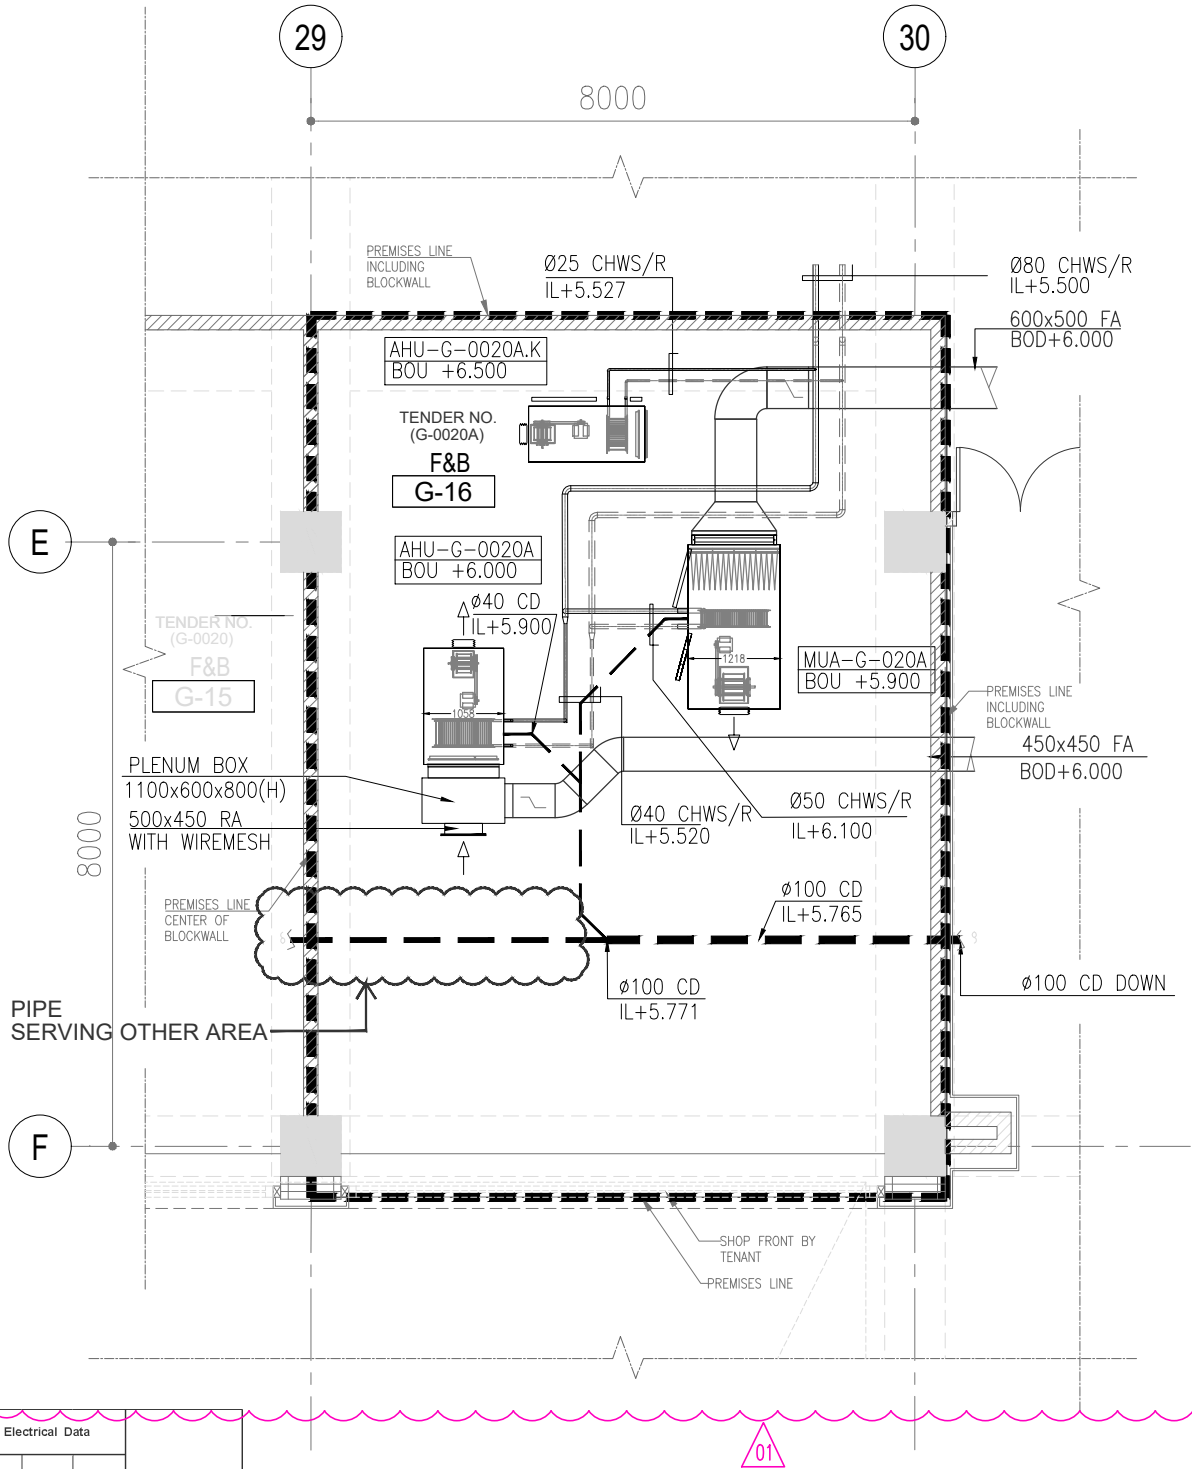 29
30
8000
PREMISES LINE
INCLUDING
BLOCKWALL
Ø25 CHWS/R
IL+5.527
Ø80 CHWS/R
IL+5.500
600x500 FA
BOD+6.000
AHU-G-0020A.K
BOU +6.500
TENDER NO.
(G-0020A)
F&B
G-16
E
AHU-G-0020A
BOU +6.000
ø40 CD
IL+5.900
TENDER NO.
(G-0020)
F&B
G-15
1218
MUA-G-020A
BOU +5.900
PREMISES LINE
INCLUDING
BLOCKWALL
1058
450x450 FA
BOD+6.000
PLENUM BOX
1100x600x800(H)
500x450 RA
WITH WIREMESH
8000
Ø40 CHWS/R
IL+5.520
Ø50 CHWS/R
IL+6.100
PREMISES LINE
CENTER OF
BLOCKWALL
ø100 CD
IL+5.765
ø100 CD
IL+5.771
ø100 CD DOWN
PIPE
SERVING OTHER AREA
F
SHOP FRONT BY
TENANT
PREMISES LINE
Electrical Data
01